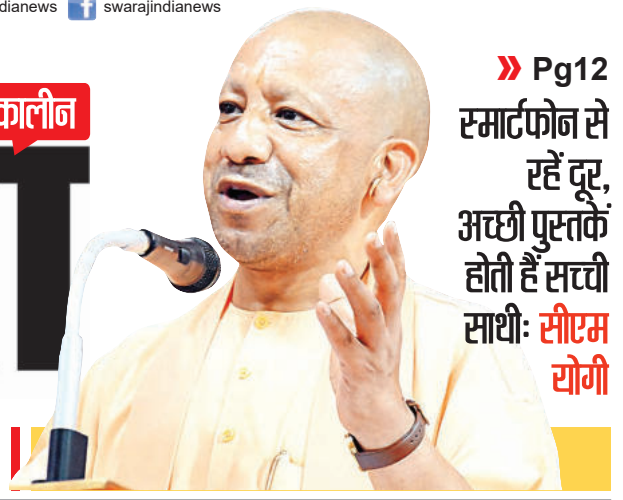 dianews swarajindianews
Pg12
कालीन
स्मार्टफोन से
रहें दूर,
अच्छी पुस्तकें
होती हैं सच्ची
साथी: सीएम
योगी
T